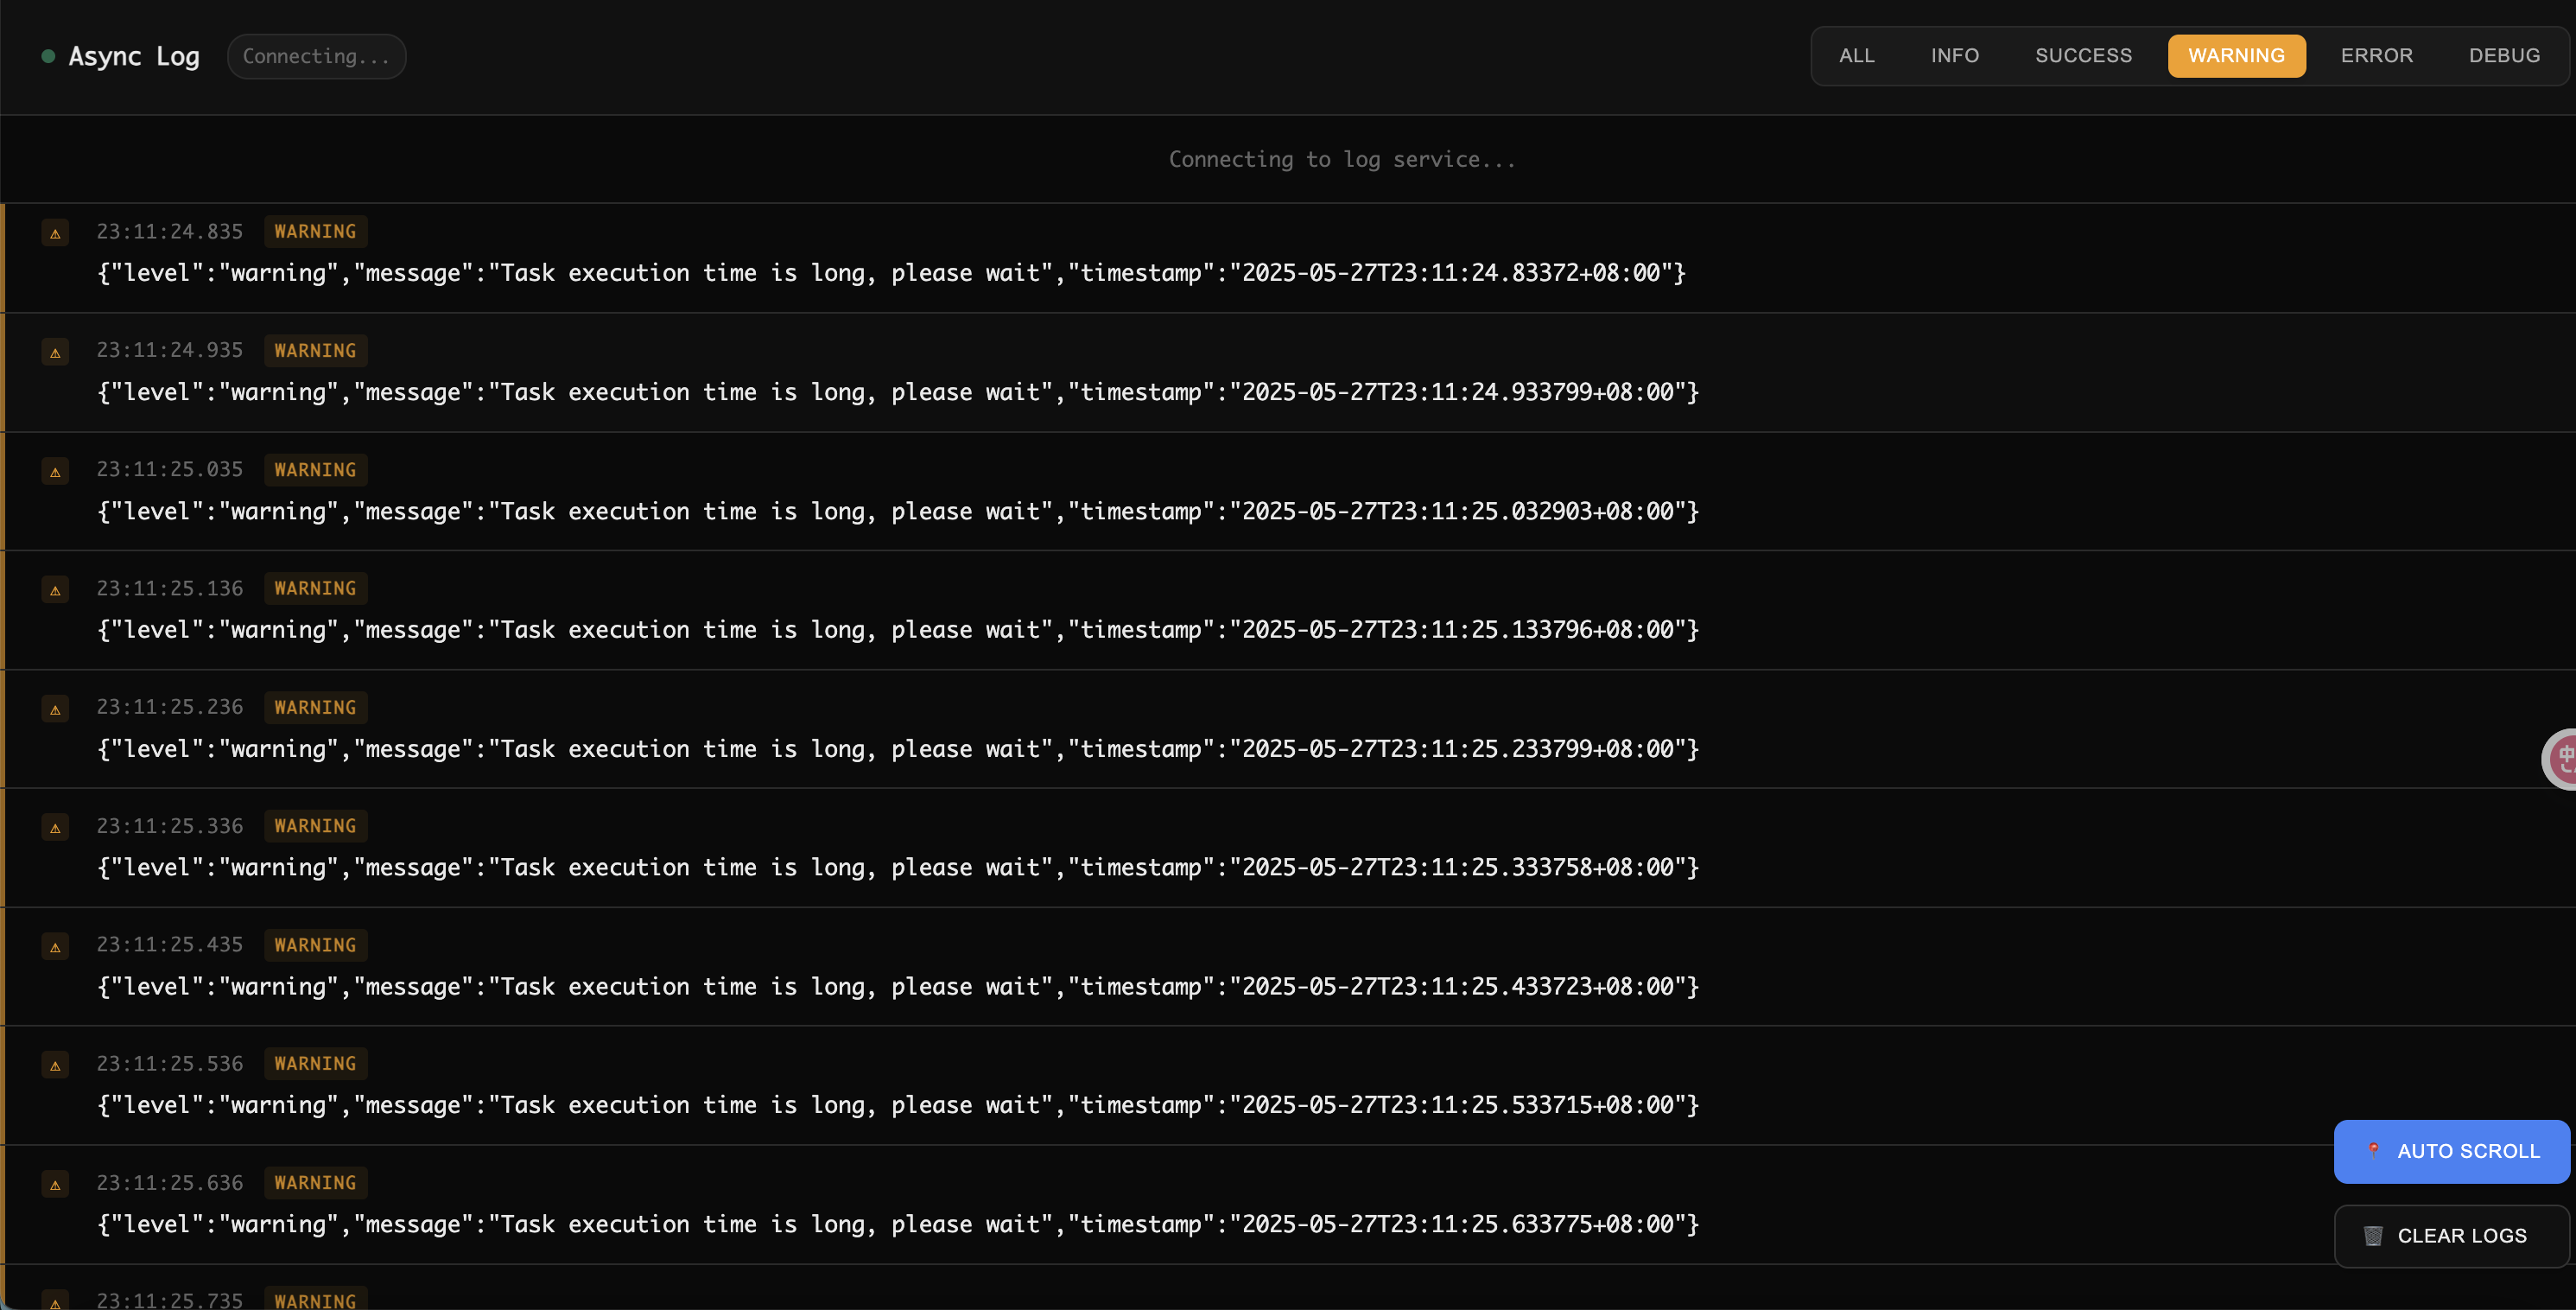 Async Log Connecting... ALL INFO SUCCESS WARNING ERROR DEBUG
Connecting to log service...
23:11:24.835 WARNING
{"level":"warning","message":"Task execution time is long, please wait","timestamp":"2025-05-27T23:11:24.83372+08:00"}
23:11:24.935 WARNING
{"level":"warning","message":"Task execution time is long, please wait","timestamp":"2025-05-27T23:11:24.933799+08:00"}
23:11:25.035 WARNING
{"level":"warning","message":"Task execution time is long, please wait","timestamp":"2025-05-27T23:11:25.032903+08:00"}
23:11:25.136 WARNING
{"level":"warning","message":"Task execution time is long, please wait","timestamp":"2025-05-27T23:11:25.133796+08:00"}
23:11:25.236 WARNING
{"level":"warning","message":"Task execution time is long, please wait","timestamp":"2025-05-27T23:11:25.233799+08:00"}
中
23:11:25.336 WARNING
{"level":"warning","message":"Task execution time is long, please wait","timestamp":"2025-05-27T23:11:25.333758+08:00"}
23:11:25.435 WARNING
{"level":"warning","message":"Task execution time is long, please wait","timestamp":"2025-05-27T23:11:25.433723+08:00"}
23:11:25.536 WARNING
{"level":"warning","message":"Task execution time is long, please wait","timestamp":"2025-05-27T23:11:25.533715+08:00"}
AUTO SCROLL
23:11:25.636 WARNING
{"level":"warning","message":"Task execution time is long, please wait","timestamp":"2025-05-27T23:11:25.633775+08:00"}
CLEAR LOGS
23:11:25.735 WARNING